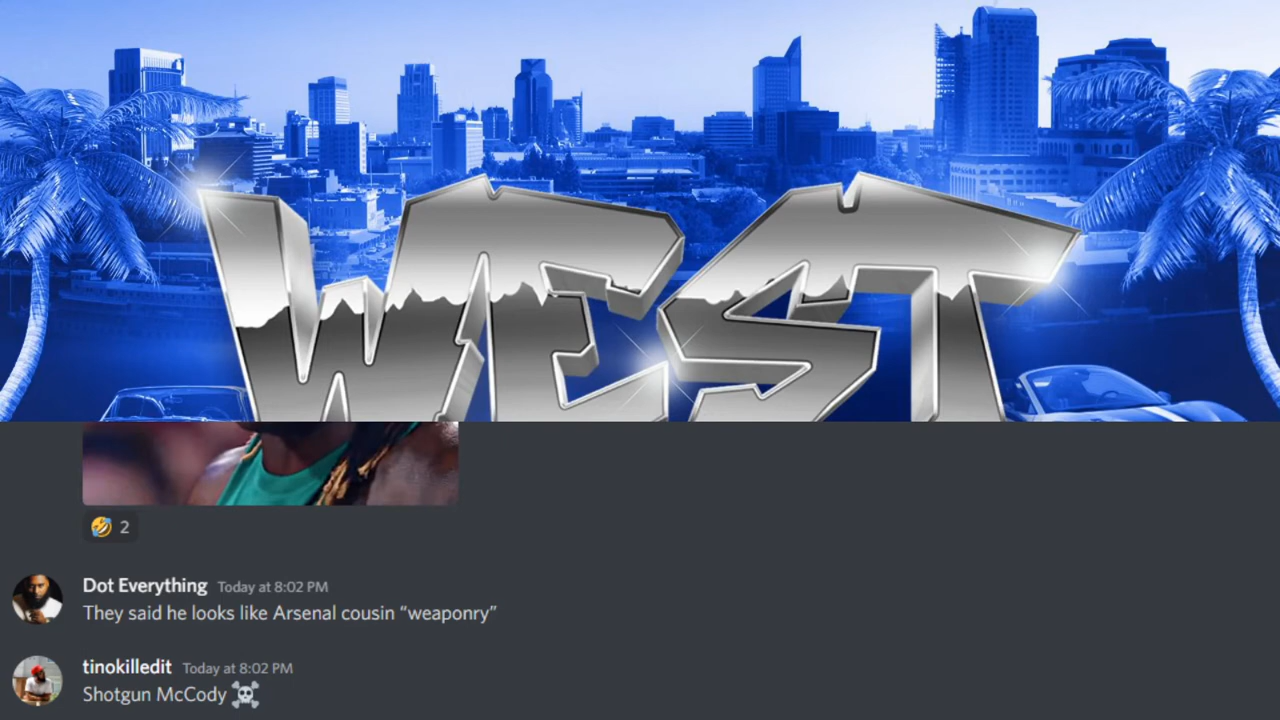 WEST
2
Dot Everything Today at 8:02 PM
They said he looks like Arsenal cousin “weaponry”
tinokilledit Today at 8:02 PM
Shotgun McCody ☠